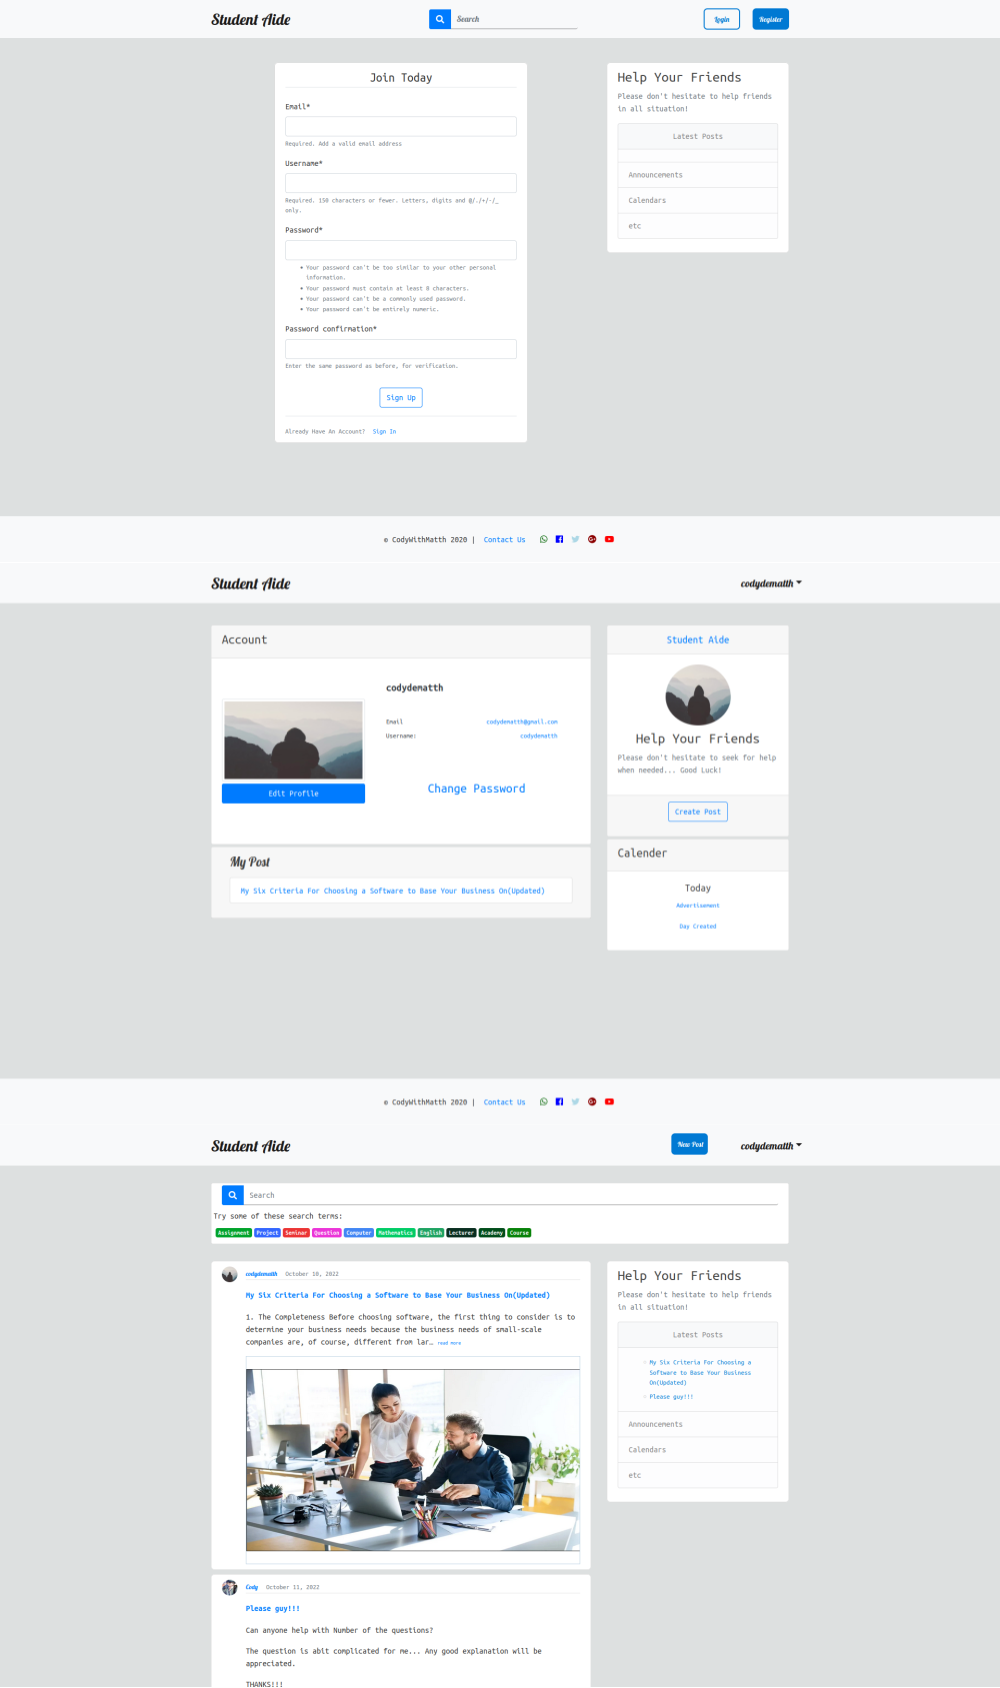 Student Aide
Search
Login
Register
Join Today
Email*
Required. Add a valid email address
Username*
Required. 150 characters or fewer. Letters, digits and @/./+/-/_
only.
Password*
Your password can't be too similar to your other personal
information.
Your password must contain at least 8 characters.
Your password can't be a commonly used password.
Your password can't be entirely numeric.
Password confirmation*
Enter the same password as before, for verification.
Sign Up
Already Have An Account? Sign In
Help Your Friends
Please don't hesitate to help friends
in all situation!
Latest Posts
Announcements
Calendars
etc
© CodyWithMatth 2020 | Contact Us
Student Aide
codydematth
Account
codydematth
Email codydematth@gmail.com
Username: codydematth
Edit Profile
Change Password
My Post
My Six Criteria For Choosing a Software to Base Your Business On(Updated)
Student Aide
Help Your Friends
Please don't hesitate to seek for help
when needed... Good Luck!
Create Post
Calender
Today
Advertisement
Day Created
© CodyWithMatth 2020 | Contact Us
Student Aide
New Post
codydematth
Search
Try some of these search terms:
Assignment Project Seminar Question Computer Mathematics English Lecturer Academy Course
codydematth October 10, 2022
My Six Criteria For Choosing a Software to Base Your Business On(Updated)
1. The Completeness Before choosing software, the first thing to consider is to
determine your business needs because the business needs of small-scale
companies are, of course, different from lar… read more
Help Your Friends
Please don't hesitate to help friends
in all situation!
Latest Posts
My Six Criteria For Choosing a
Software to Base Your Business
On(Updated)
Please guy!!!
Announcements
Calendars
etc
Cody October 11, 2022
Please guy!!!
Can anyone help with Number of the questions?
The question is abit complicated for me... Any good explanation will be
appreciated.
THANKS!!!